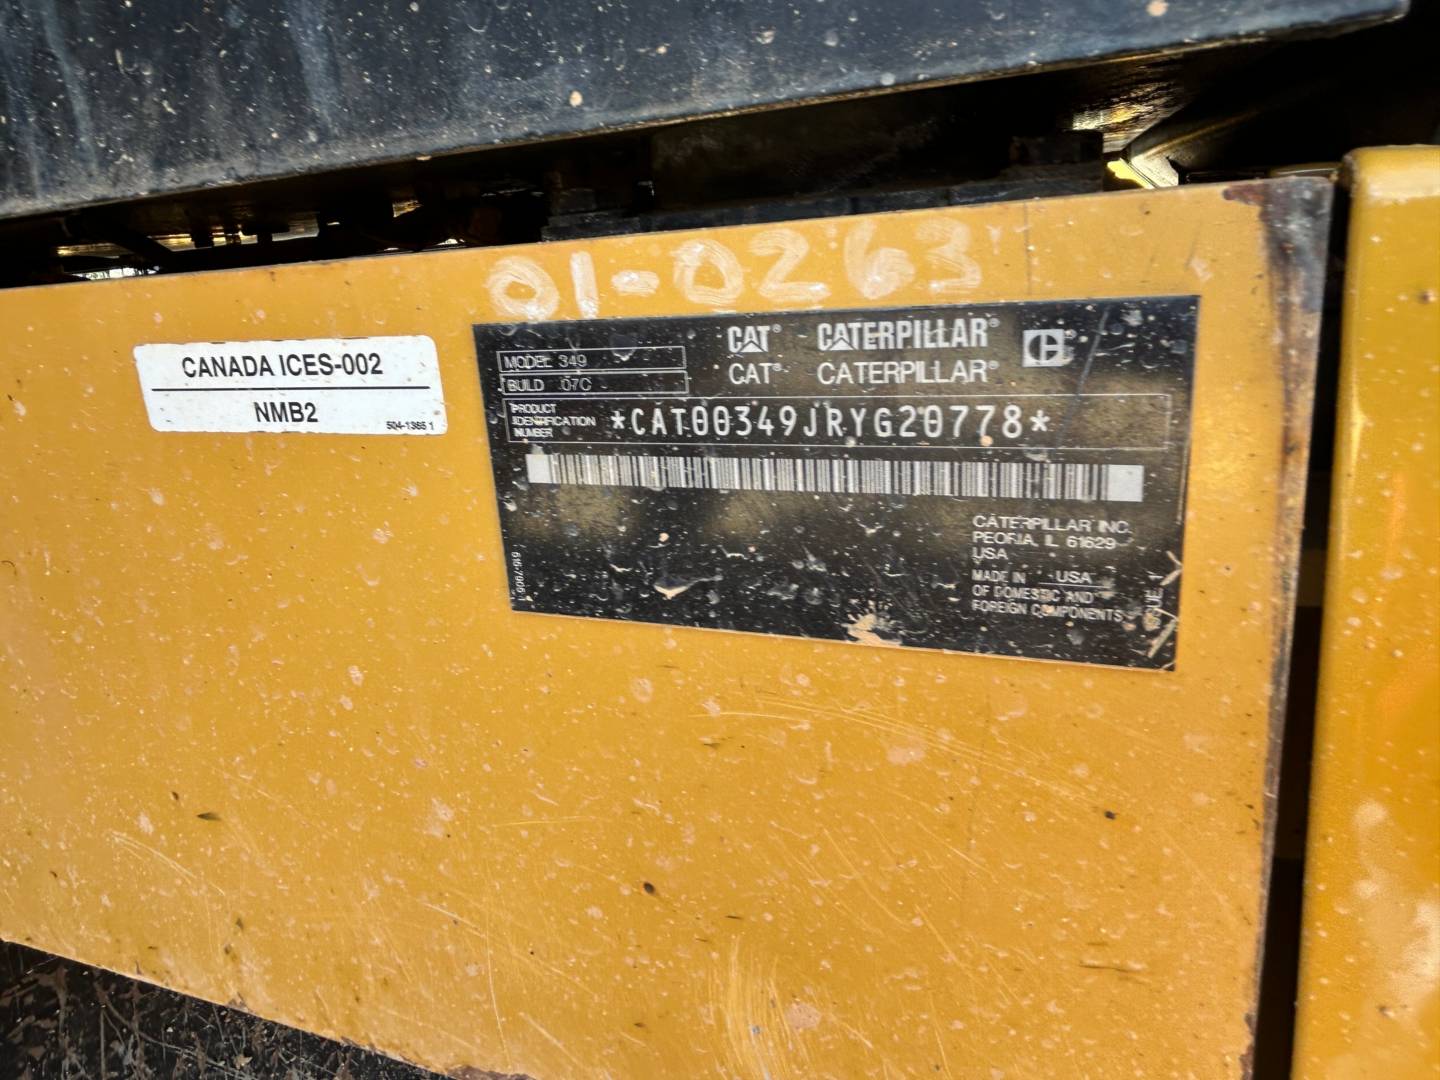 01-0263
CANADA ICES-002
NMB2
504-1365 1
CAT® CATERPILLAR®
CAT® CATERPILLAR®
MODEL 349
BUILD 07C
PRODUCT
IDENTIFICATION
NUMBER
*CAT00349JRYG20778*
CATERPILLAR INC.
PEORIA, IL 61629
USA
MADE IN USA
OF DOMESTIC AND
FOREIGN COMPONENTS